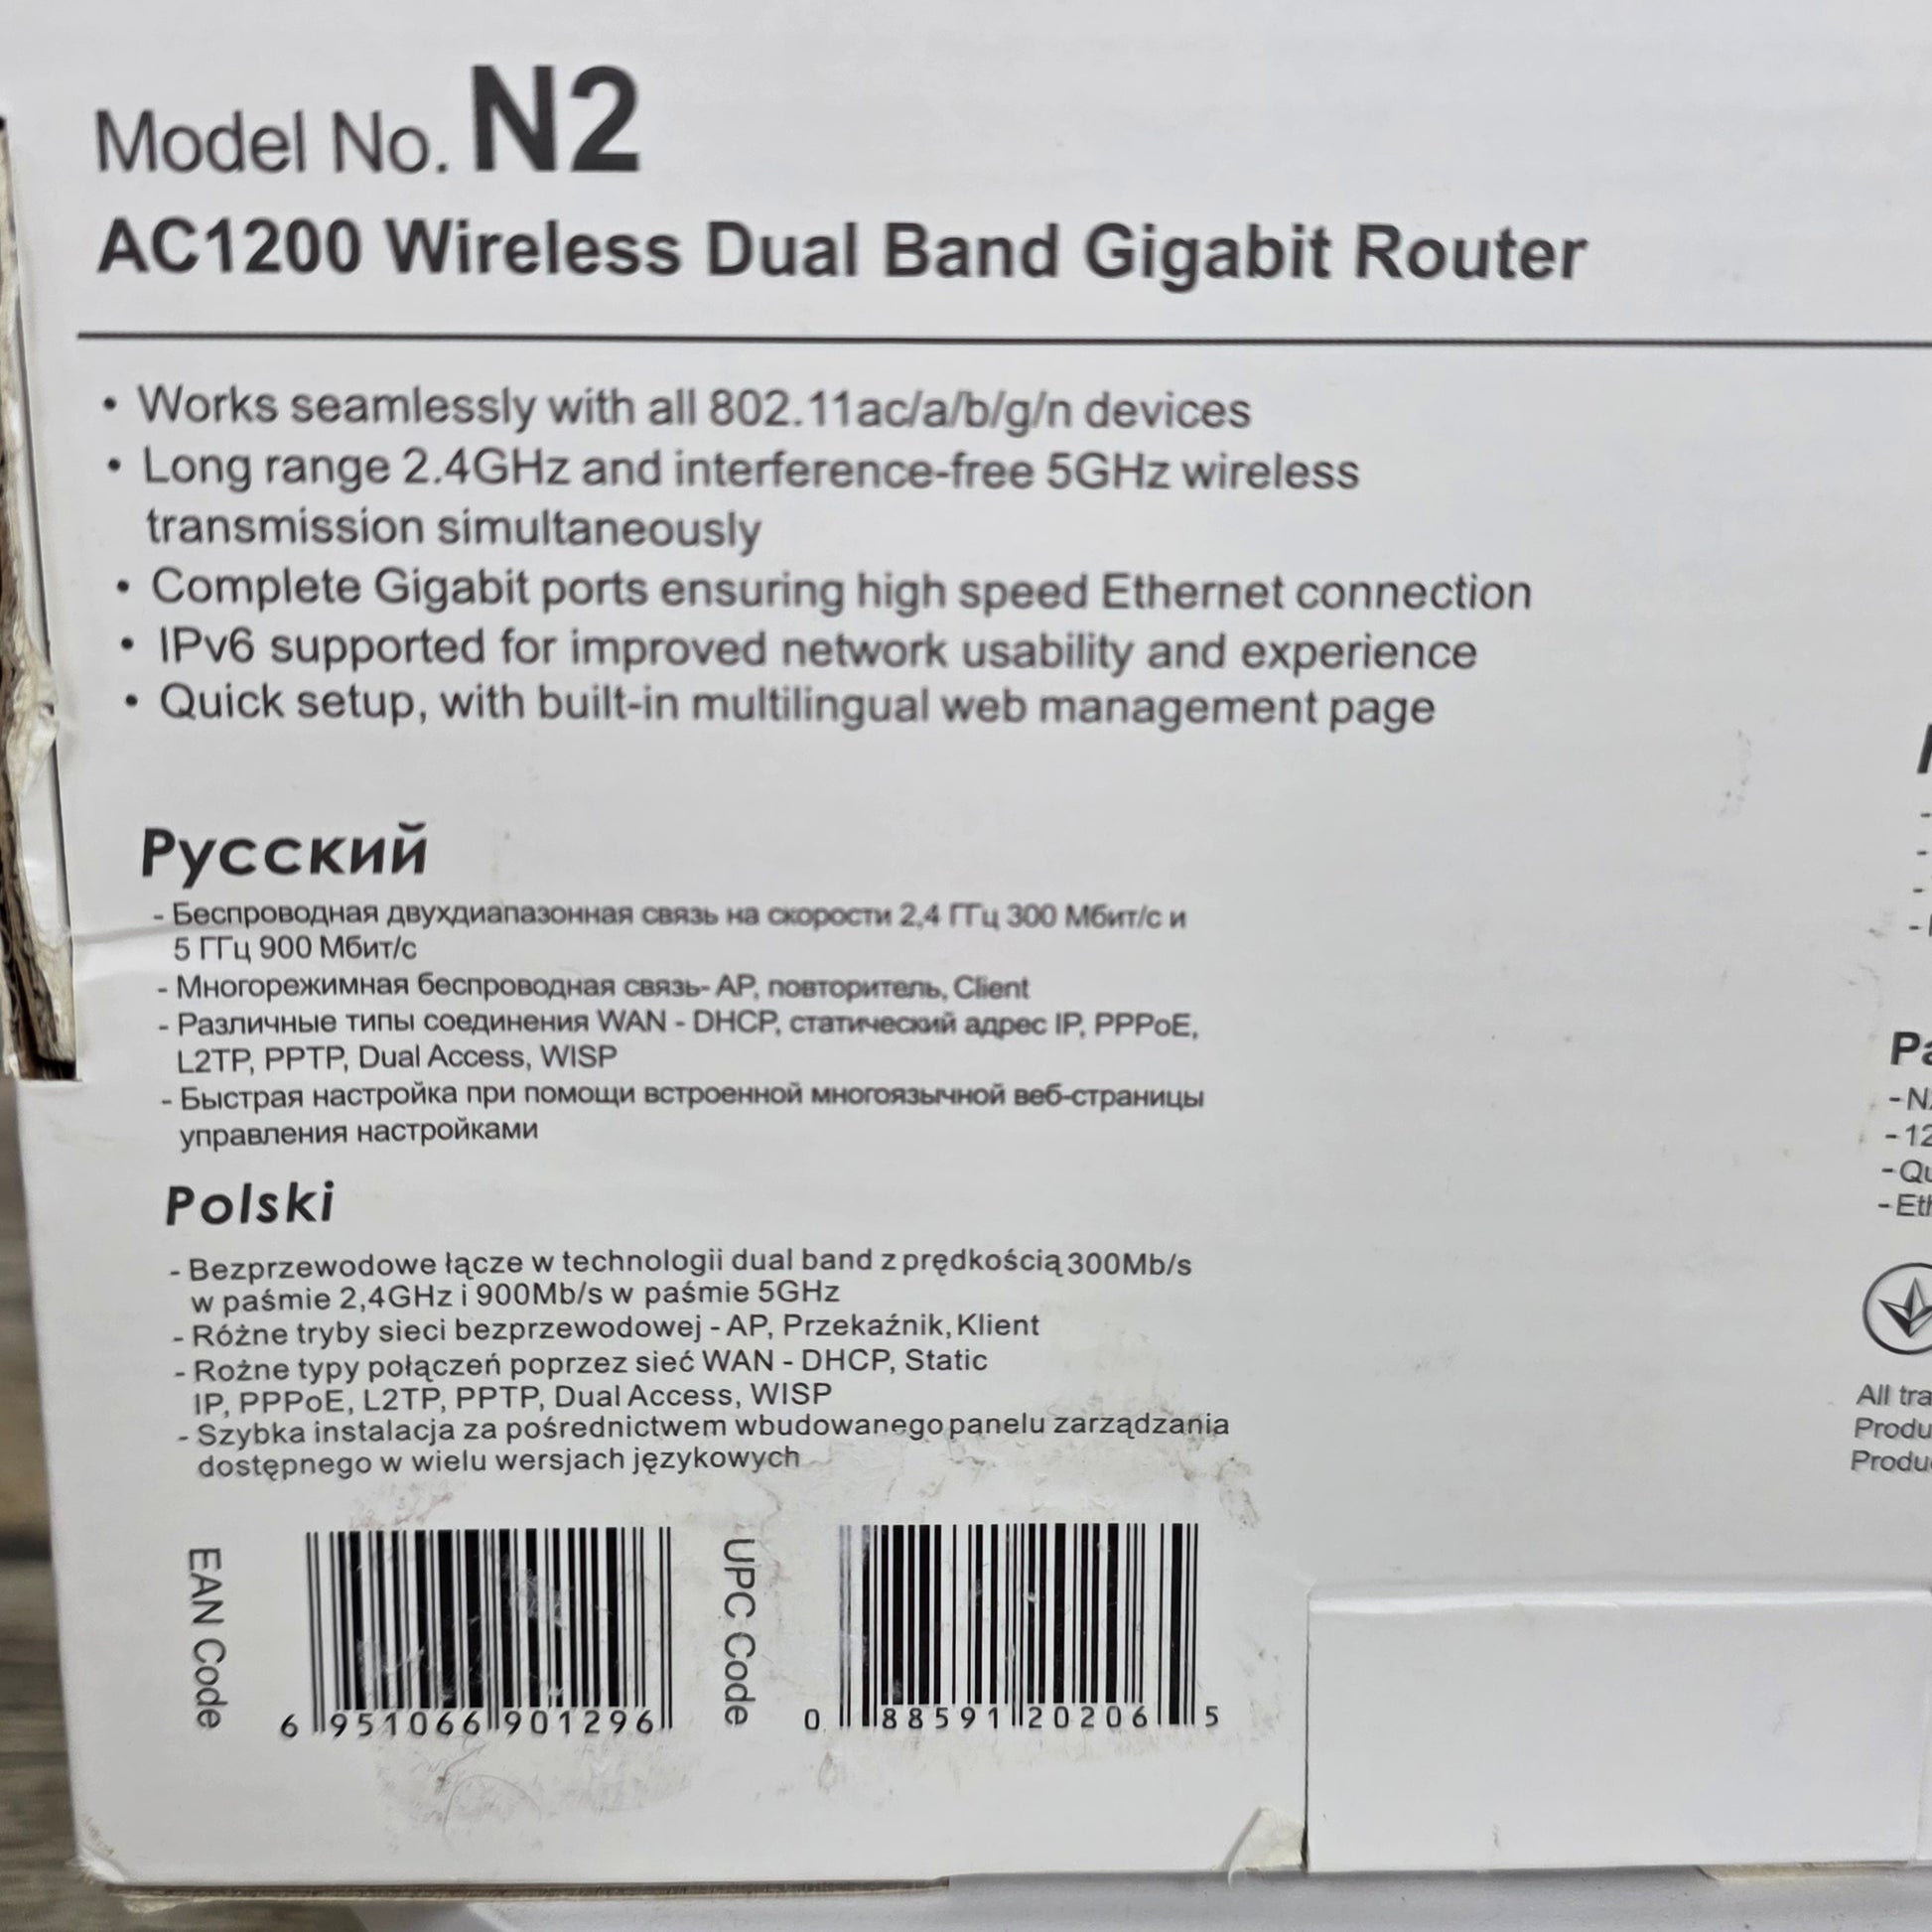 Model No. N2
AC1200 Wireless Dual Band Gigabit Router
• Works seamlessly with all 802.11ac/a/b/g/n devices
• Long range 2.4GHz and interference-free 5GHz wireless
transmission simultaneously
• Complete Gigabit ports ensuring high speed Ethernet connection
• IPv6 supported for improved network usability and experience
• Quick setup, with built-in multilingual web management page
Русский
- Беспроводная двухдиапазонная связь на скорости 2,4 ГГц 300 Мбит/с и
5 ГГц 900 Мбит/с
- Многорежимная беспроводная связь- AP, повторитель, Client
- Различные типы соединения WAN - DHCP, статический адрес IP, PPPoE,
L2TP, PPTP, Dual Access, WISP
- Быстрая настройка при помощи встроенной многоязычной веб-страницы
управления настройками
Polski
- Bezprzewodowe łącze w technologii dual band z prędkością 300Mb/s
w paśmie 2,4GHz i 900Mb/s w paśmie 5GHz
- Różne tryby sieci bezprzewodowej - AP, Przekaźnik, Klient
- Rożne typy połączeń poprzez sieć WAN - DHCP, Static
IP, PPPoE, L2TP, PPTP, Dual Access, WISP
- Szybka instalacja za pośrednictwem wbudowanego panelu zarządzania
dostępnego w wielu wersjach językowych
EAN Code
6 951066 901296
UPC Code
0 88591 20206 5
All